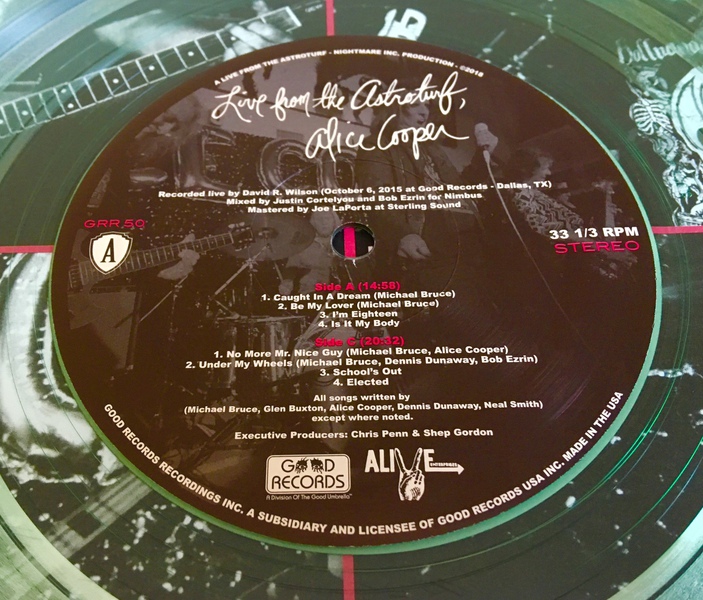 A LIVE FROM THE ASTROTURF - NIGHTMARE INC. PRODUCTION - ©2018
Live from the Astroturf,
Alice Cooper
Recorded live by David R. Wilson (October 6, 2015 at Good Records - Dallas, TX)
Mixed by Justin Cortelyou and Bob Ezrin for Nimbus
Mastered by Joe LaPorta at Sterling Sound
GRR 50
A
33 1/3 RPM
STEREO
Side A (14:58)
1. Caught In A Dream (Michael Bruce)
2. Be My Lover (Michael Bruce)
3. I'm Eighteen
4. Is It My Body
Side C (20:32)
1. No More Mr. Nice Guy (Michael Bruce, Alice Cooper)
2. Under My Wheels (Michael Bruce, Dennis Dunaway, Bob Ezrin)
3. School's Out
4. Elected
All songs written by
(Michael Bruce, Glen Buxton, Alice Cooper, Dennis Dunaway, Neal Smith)
except where noted.
Executive Producers: Chris Penn & Shep Gordon
GOOD
RECORDS
A Division Of The Good Umbrella™
ALIVE
ENTERPRISES
GOOD RECORDS RECORDINGS INC. A SUBSIDIARY AND LICENSEE OF GOOD RECORDS USA INC. MADE IN THE USA